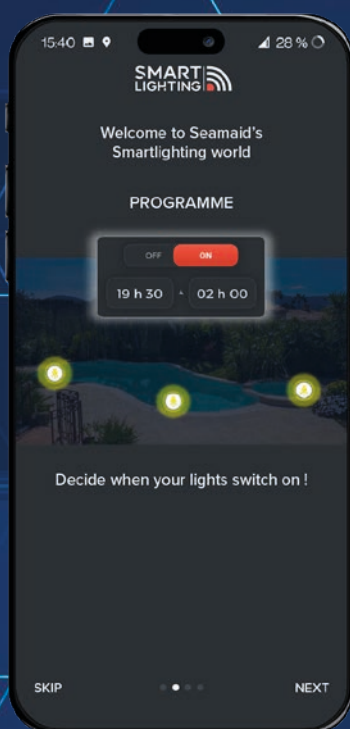 15:40 28 %
SMART
LIGHTING
Welcome to Seamaid's
Smartlighting world
PROGRAMME
OFF ON
19 h 30 - 02 h 00
Decide when your lights switch on !
SKIP NEXT